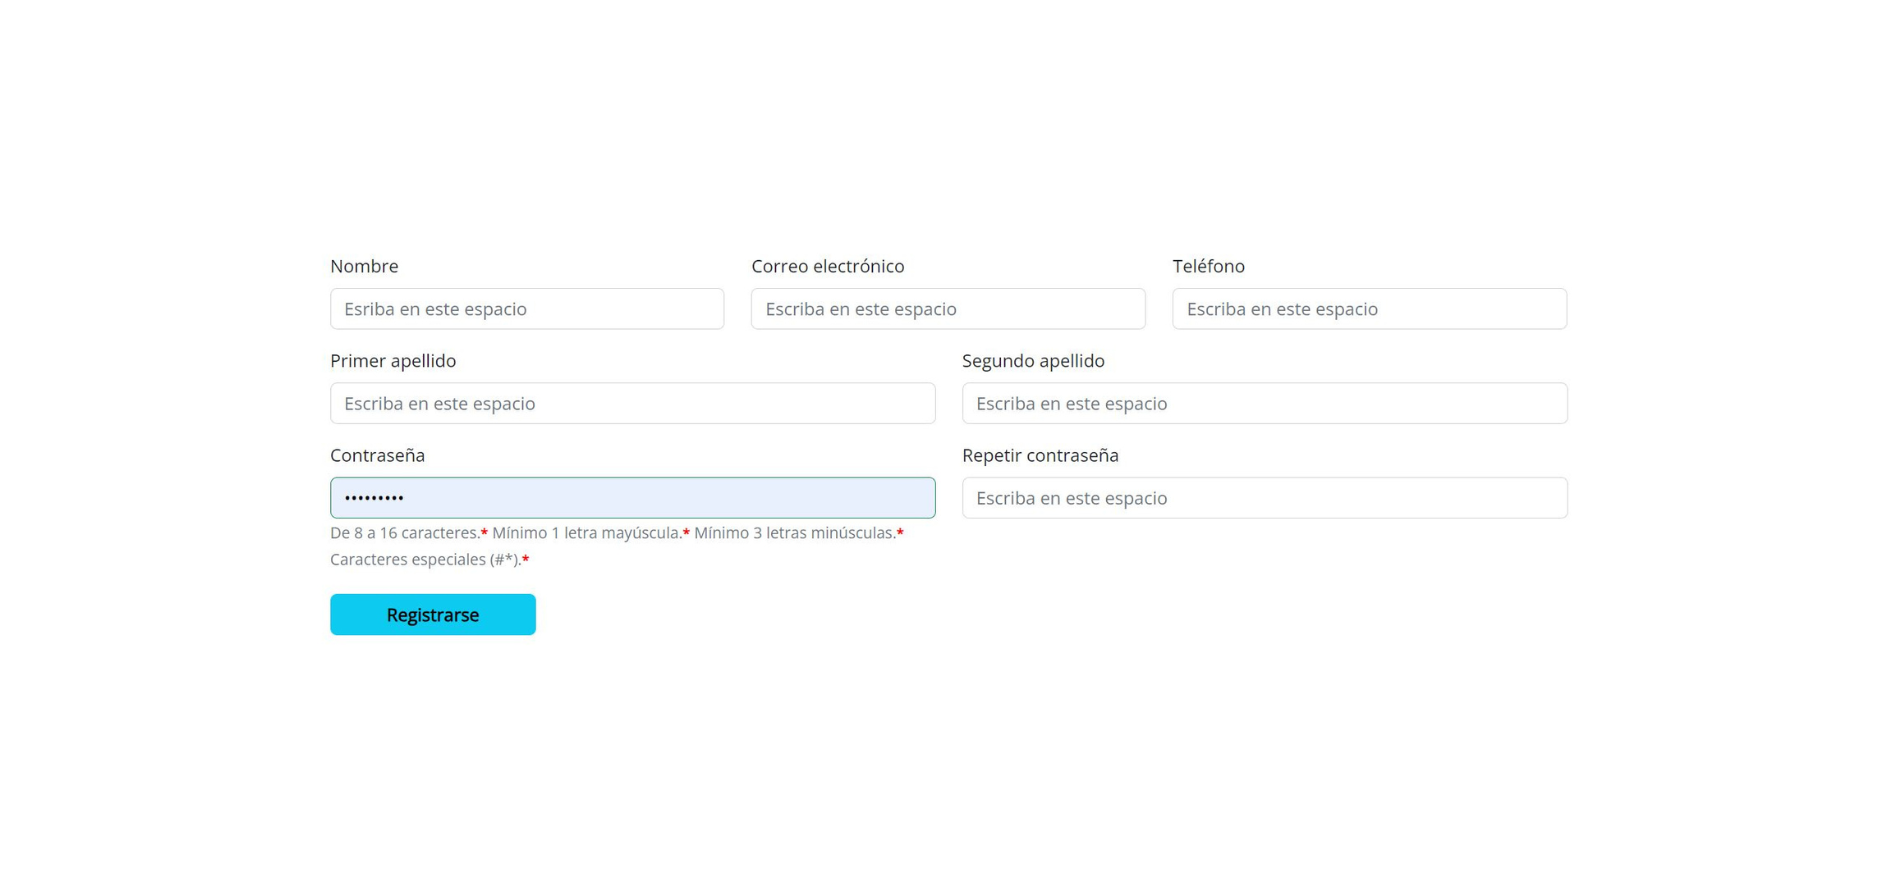 Nombre
Correo electrónico
Teléfono
Esriba en este espacio
Escriba en este espacio
Escriba en este espacio
Primer apellido
Segundo apellido
Escriba en este espacio
Escriba en este espacio
Contraseña
Repetir contraseña
•••••••••
Escriba en este espacio
De 8 a 16 caracteres.* Mínimo 1 letra mayúscula.* Mínimo 3 letras minúsculas.*
Caracteres especiales (#*).*
Registrarse